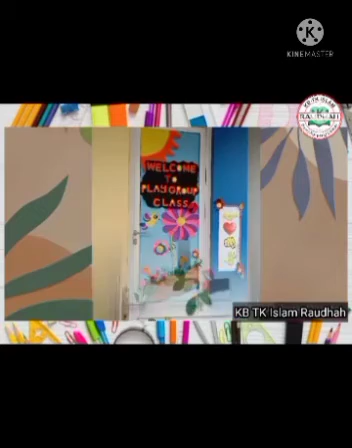 KINEMASTER
WELCOME
TO
PLAYGROUP
CLASS
KB TK Islam Raudhah